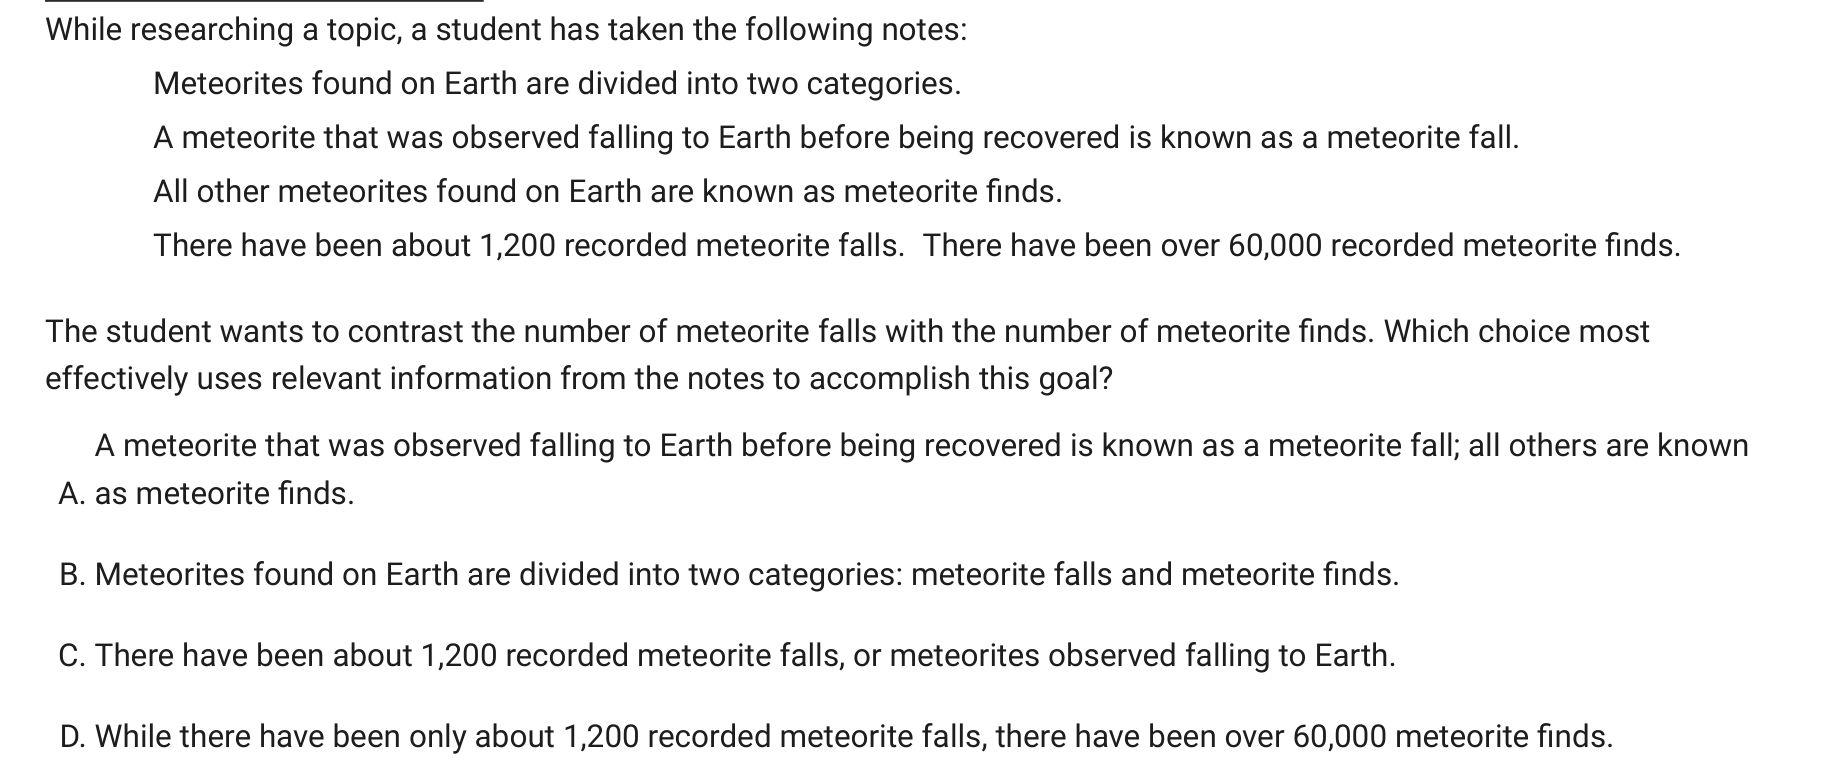 While researching a topic, a student has taken the following notes:
Meteorites found on Earth are divided into two categories.
A meteorite that was observed falling to Earth before being recovered is known as a meteorite fall.
All other meteorites found on Earth are known as meteorite finds.
There have been about 1,200 recorded meteorite falls.  There have been over 60,000 recorded meteorite finds.
The student wants to contrast the number of meteorite falls with the number of meteorite finds. Which choice most
effectively uses relevant information from the notes to accomplish this goal?
A meteorite that was observed falling to Earth before being recovered is known as a meteorite fall; all others are known
A. as meteorite finds.
B. Meteorites found on Earth are divided into two categories: meteorite falls and meteorite finds.
C. There have been about 1,200 recorded meteorite falls, or meteorites observed falling to Earth.
D. While there have been only about 1,200 recorded meteorite falls, there have been over 60,000 meteorite finds.